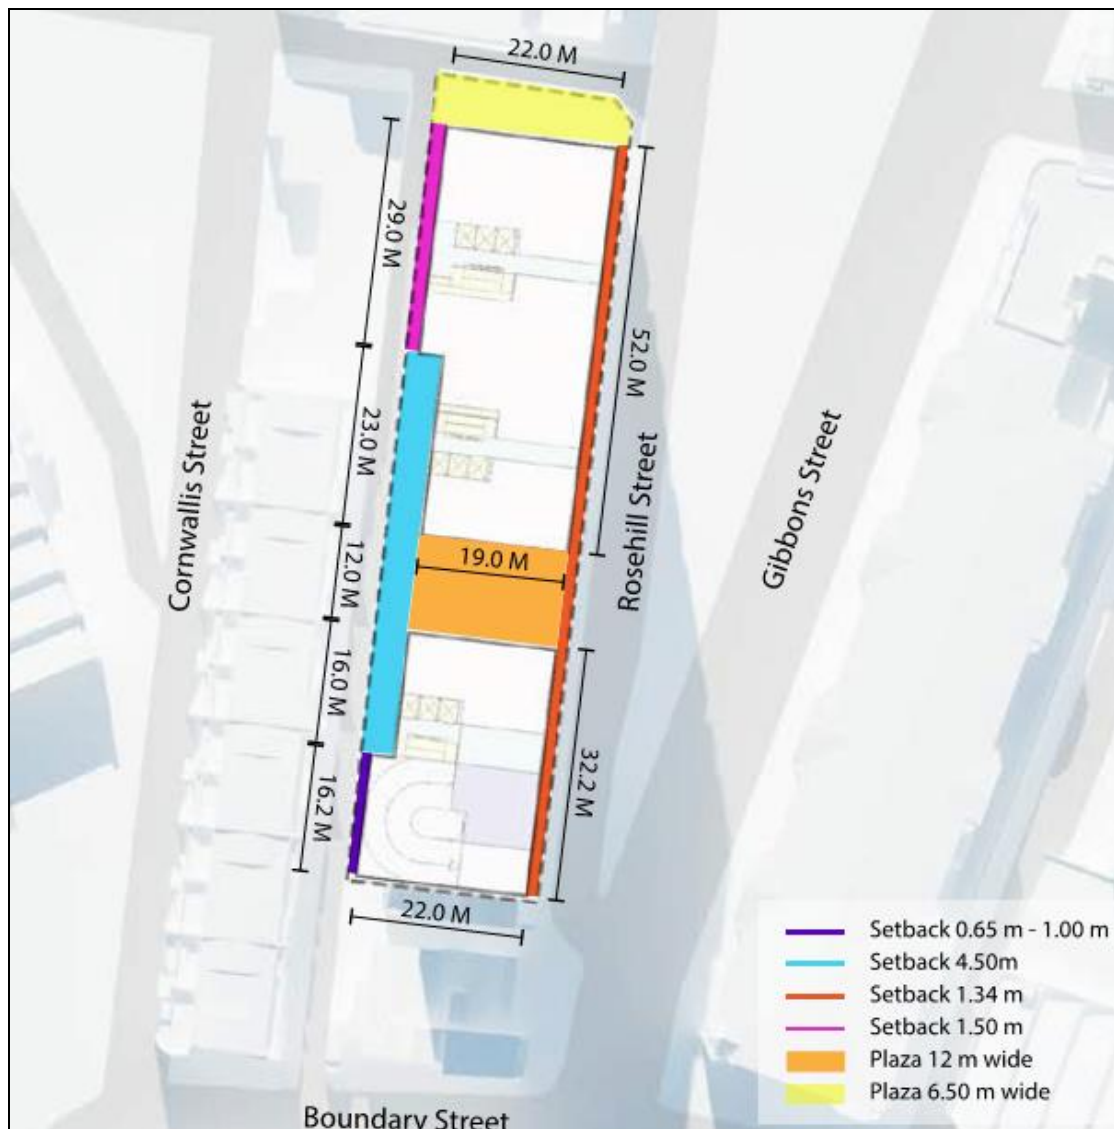 22.0 M
29.0 M
52.0 M
23.0 M
Cornwallis Street
Rosehill Street
Gibbons Street
12.0 M
19.0 M
16.0 M
32.2 M
16.2 M
22.0 M
Setback 0.65 m - 1.00 m
Setback 4.50m
Setback 1.34 m
Setback 1.50 m
Plaza 12 m wide
Plaza 6.50 m wide
Boundary Street